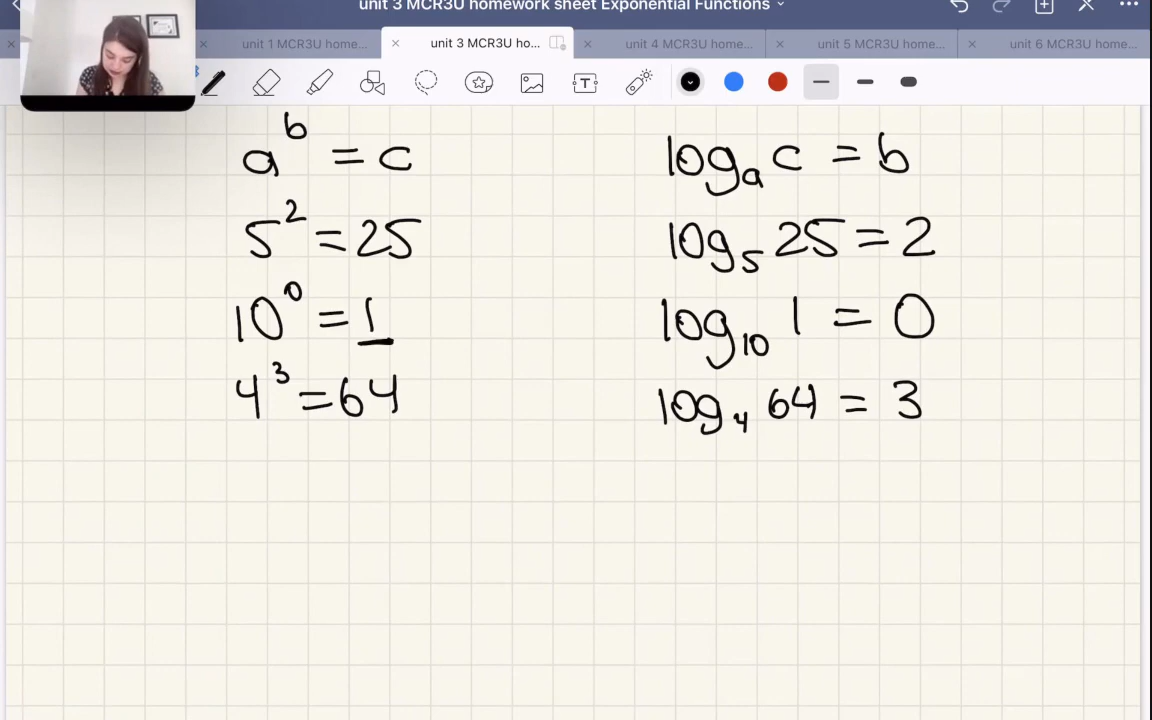 unit 3 MCR3U homework sheet Exponential Functions
unit 1 MCR3U home...
unit 3 MCR3U ho...
unit 4 MCR3U home...
unit 5 MCR3U home...
unit 6 MCR3U home...
T
a^b = c
log_a c = b
5^2 = 25
log_5 25 = 2
10^0 = 1
log_10 1 = 0
4^3 = 64
log_4 64 = 3